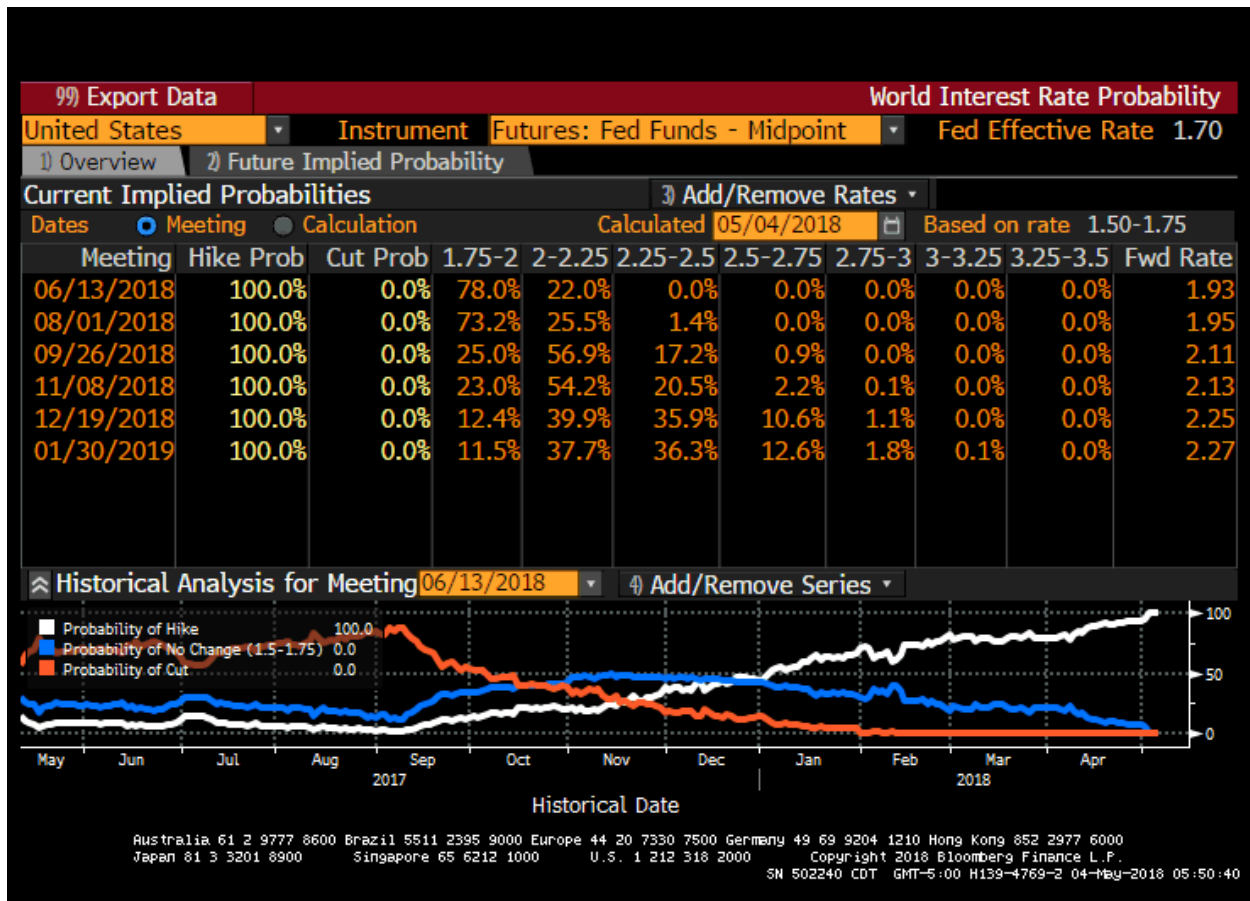 99) Export Data World Interest Rate Probability
United States Instrument Futures: Fed Funds - Midpoint Fed Effective Rate 1.70
1) Overview 2) Future Implied Probability
Current Implied Probabilities 3) Add/Remove Rates
Dates Meeting Calculation Calculated 05/04/2018 Based on rate 1.50-1.75
Meeting Hike Prob Cut Prob 1.75-2 2-2.25 2.25-2.5 2.5-2.75 2.75-3 3-3.25 3.25-3.5 Fwd Rate
06/13/2018 100.0% 0.0% 78.0% 22.0% 0.0% 0.0% 0.0% 0.0% 0.0% 1.93
08/01/2018 100.0% 0.0% 73.2% 25.5% 1.4% 0.0% 0.0% 0.0% 0.0% 1.95
09/26/2018 100.0% 0.0% 25.0% 56.9% 17.2% 0.9% 0.0% 0.0% 0.0% 2.11
11/08/2018 100.0% 0.0% 23.0% 54.2% 20.5% 2.2% 0.1% 0.0% 0.0% 2.13
12/19/2018 100.0% 0.0% 12.4% 39.9% 35.9% 10.6% 1.1% 0.0% 0.0% 2.25
01/30/2019 100.0% 0.0% 11.5% 37.7% 36.3% 12.6% 1.8% 0.1% 0.0% 2.27
Historical Analysis for Meeting 06/13/2018 4) Add/Remove Series
Probability of Hike 100.0
Probability of No Change (1.5-1.75) 0.0
Probability of Cut 0.0
100
50
0
May Jun Jul Aug Sep Oct Nov Dec Jan Feb Mar Apr
2017 2018
Historical Date
Australia 61 2 9777 8600 Brazil 5511 2395 9000 Europe 44 20 7330 7500 Germany 49 69 9204 1210 Hong Kong 852 2977 6000
Japan 81 3 3201 8900 Singapore 65 6212 1000 U.S. 1 212 318 2000 Copyright 2018 Bloomberg Finance L.P.
SN 502240 CDT GMT-5:00 H139-4769-2 04-May-2018 05:50:40